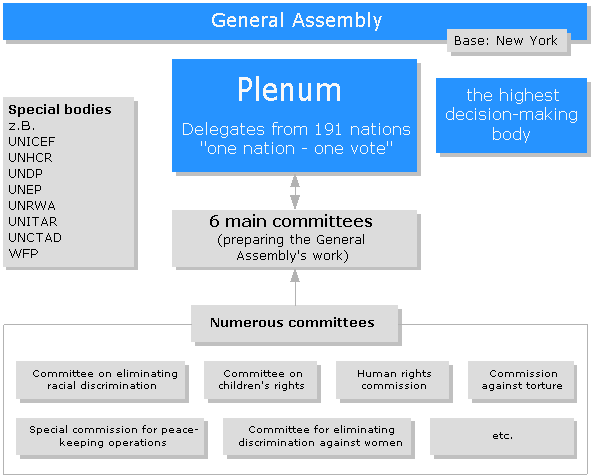 General Assembly
Base: New York
Special bodies
z.B.
UNICEF
UNHCR
UNDP
UNEP
UNRWA
UNITAR
UNCTAD
WFP
Plenum
Delegates from 191 nations
"one nation - one vote"
the highest
decision-making
body
6 main committees
(preparing the General
Assembly's work)
Numerous committees
Committee on eliminating
racial discrimination
Committee on
children's rights
Human rights
commission
Commission
against torture
Special commission for peace-
keeping operations
Committee for eliminating
discrimination against women
etc.